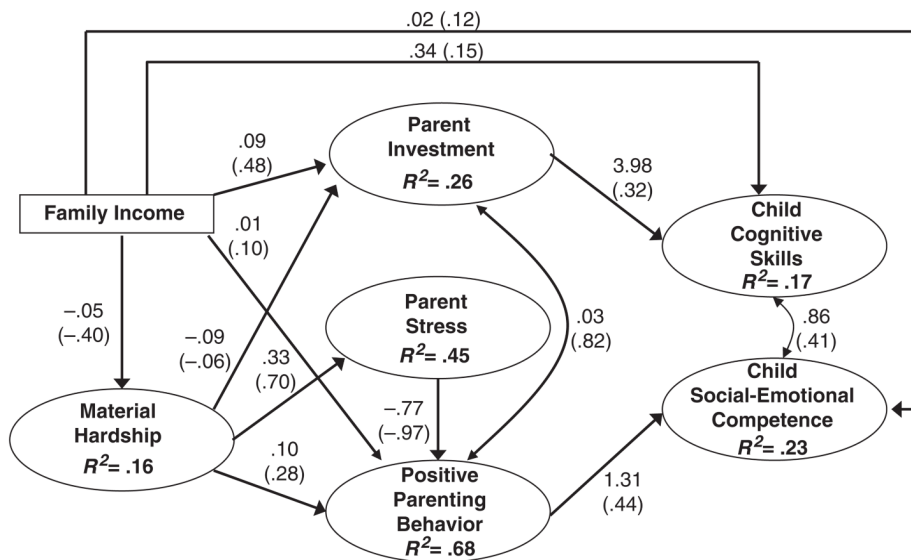 .02 (.12)
.34 (.15)
Parent
Investment
R²= .26
.09
(.48)
3.98
(.32)
Family Income
.01
(.10)
Child
Cognitive
Skills
R²= .17
–.05
(–.40)
Parent
Stress
R²= .45
–.09
(–.06)
.03
(.82)
.86
(.41)
.33
(.70)
Material
Hardship
R²= .16
–.77
(–.97)
Child
Social-Emotional
Competence
R²= .23
.10
(.28)
Positive
Parenting
Behavior
R²= .68
1.31
(.44)